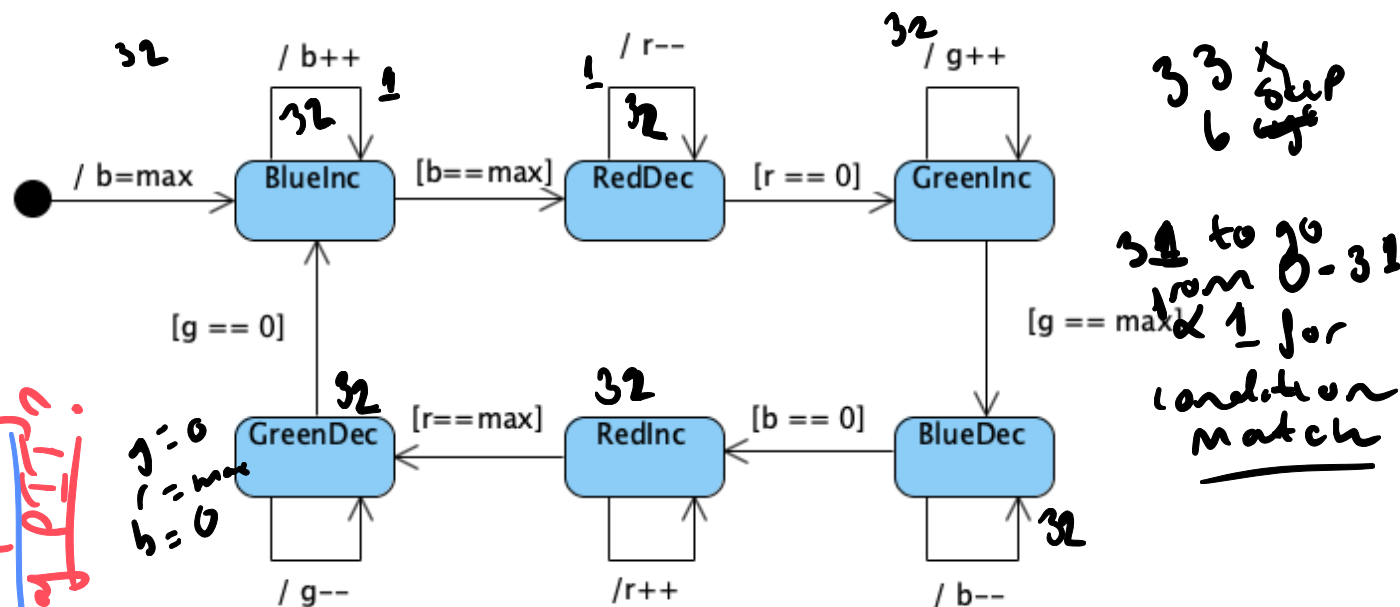 32
/ b++
1
32
/ b=max
BlueInc
[b==max]
/ r--
1
32
RedDec
[r == 0]
32
/ g++
GreenInc
33 x
step
6
[g == 0]
[g == max]
31 to go
from 0-31
& 1 for
condition
match
g=0
r=max
b=0
32
GreenDec
/ g--
[r==max]
32
RedInc
/r++
[b == 0]
BlueDec
32
/ b--